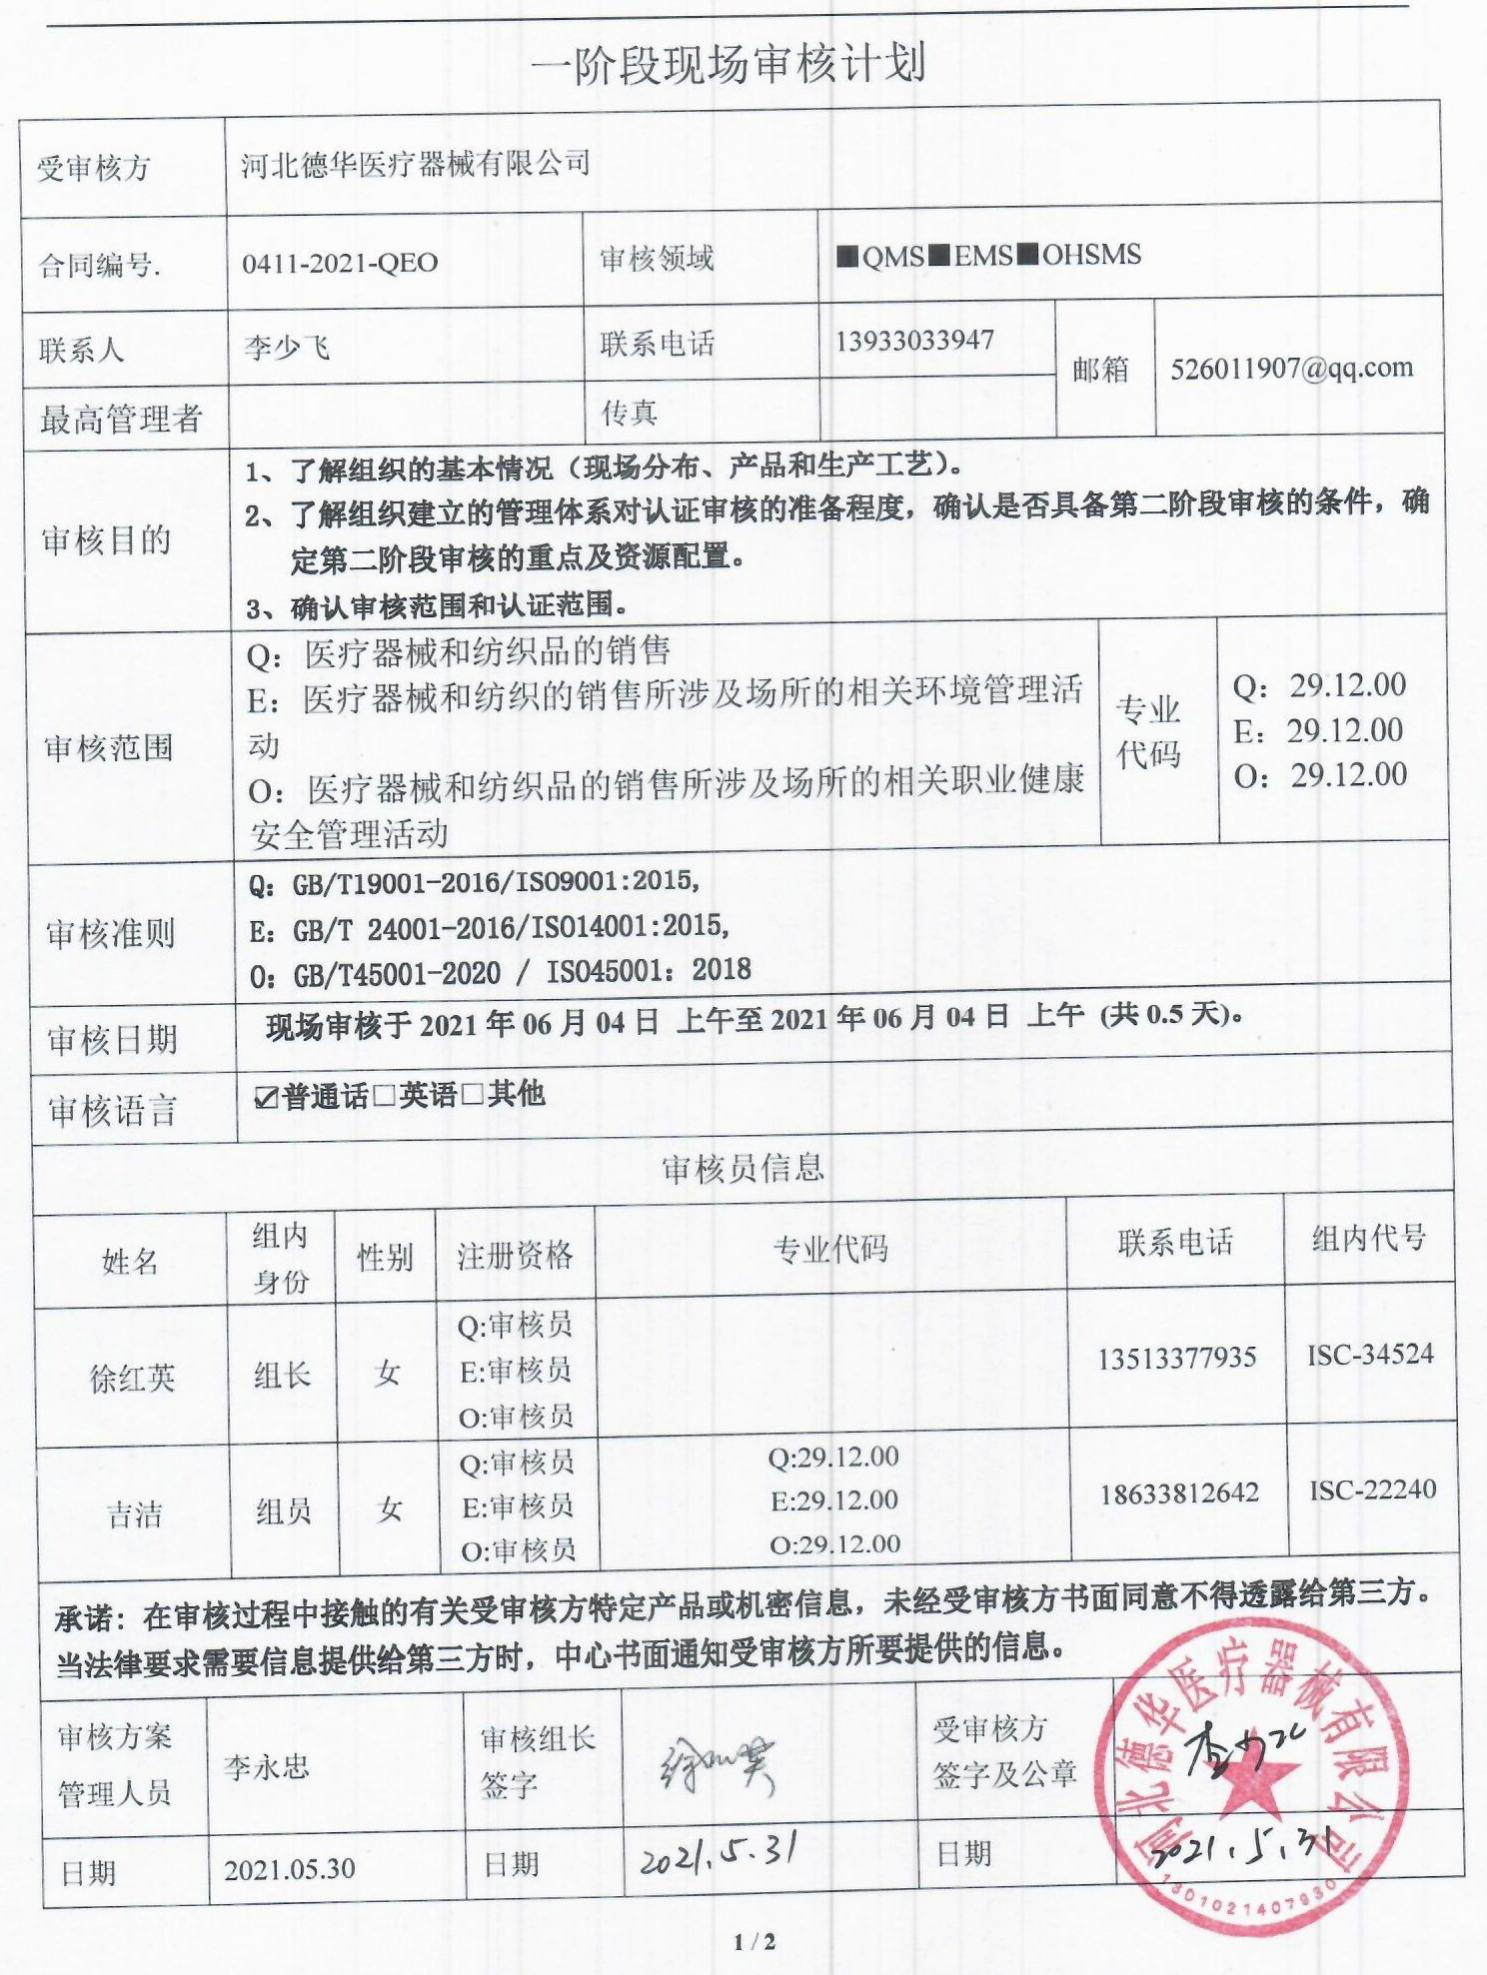 一阶段现场审核计划
受审核方 河北德华医疗器械有限公司
合同编号. 0411-2021-QEO 审核领域 ■QMS■EMS■OHSMS
联系人 李少飞 联系电话 13933033947 邮箱 526011907@qq.com
最高管理者 传真
审核目的
1、了解组织的基本情况（现场分布、产品和生产工艺）。
2、了解组织建立的管理体系对认证审核的准备程度，确认是否具备第二阶段审核的条件，确
定第二阶段审核的重点及资源配置。
3、确认审核范围和认证范围。
审核范围
Q：医疗器械和纺织品的销售
E：医疗器械和纺织的销售所涉及场所的相关环境管理活
动
O：医疗器械和纺织品的销售所涉及场所的相关职业健康
安全管理活动
专业
代码
Q：29.12.00
E：29.12.00
O：29.12.00
审核准则
Q：GB/T19001-2016/ISO9001:2015,
E：GB/T 24001-2016/ISO14001:2015,
O：GB/T45001-2020 / ISO45001：2018
审核日期 现场审核于 2021 年 06 月 04 日 上午至 2021 年 06 月 04 日 上午 (共 0.5 天)。
审核语言 ☑普通话□英语□其他
审核员信息
姓名 组内身份 性别 注册资格 专业代码 联系电话 组内代号
徐红英 组长 女
Q:审核员
E:审核员
O:审核员
13513377935 ISC-34524
吉洁 组员 女
Q:审核员
E:审核员
O:审核员
Q:29.12.00
E:29.12.00
O:29.12.00
18633812642 ISC-22240
承诺：在审核过程中接触的有关受审核方特定产品或机密信息，未经受审核方书面同意不得透露给第三方。
当法律要求需要信息提供给第三方时，中心书面通知受审核方所要提供的信息。
审核方案
管理人员
李永忠
审核组长
签字
徐红英
受审核方
签字及公章
河北德华医疗器械有限公司
1301021407930
日期 2021.05.30 日期 2021.5.31 日期 2021.5.31
1 / 2